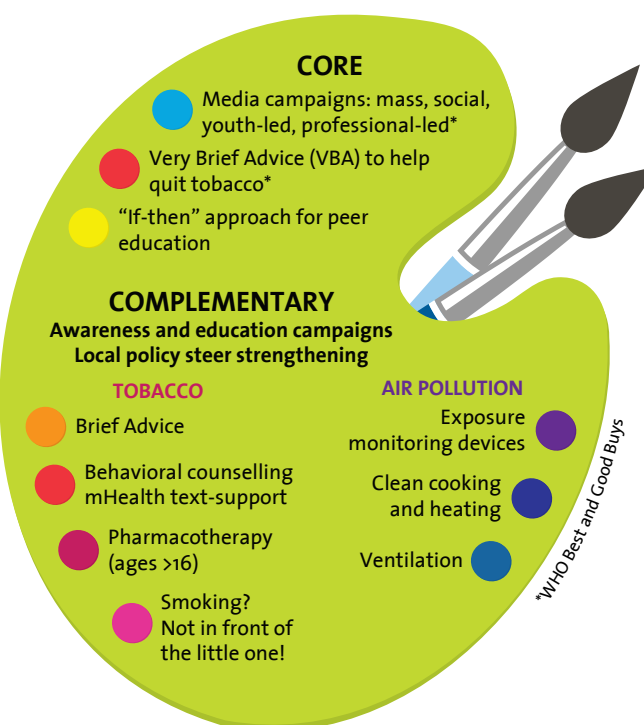 CORE
Media campaigns: mass, social,
youth-led, professional-led*
Very Brief Advice (VBA) to help
quit tobacco*
“If-then” approach for peer
education
COMPLEMENTARY
Awareness and education campaigns
Local policy steer strengthening
TOBACCO
Brief Advice
Behavioral counselling
mHealth text-support
Pharmacotherapy
(ages >16)
Smoking?
Not in front of
the little one!
AIR POLLUTION
Exposure
monitoring devices
Clean cooking
and heating
Ventilation
*WHO Best and Good Buys